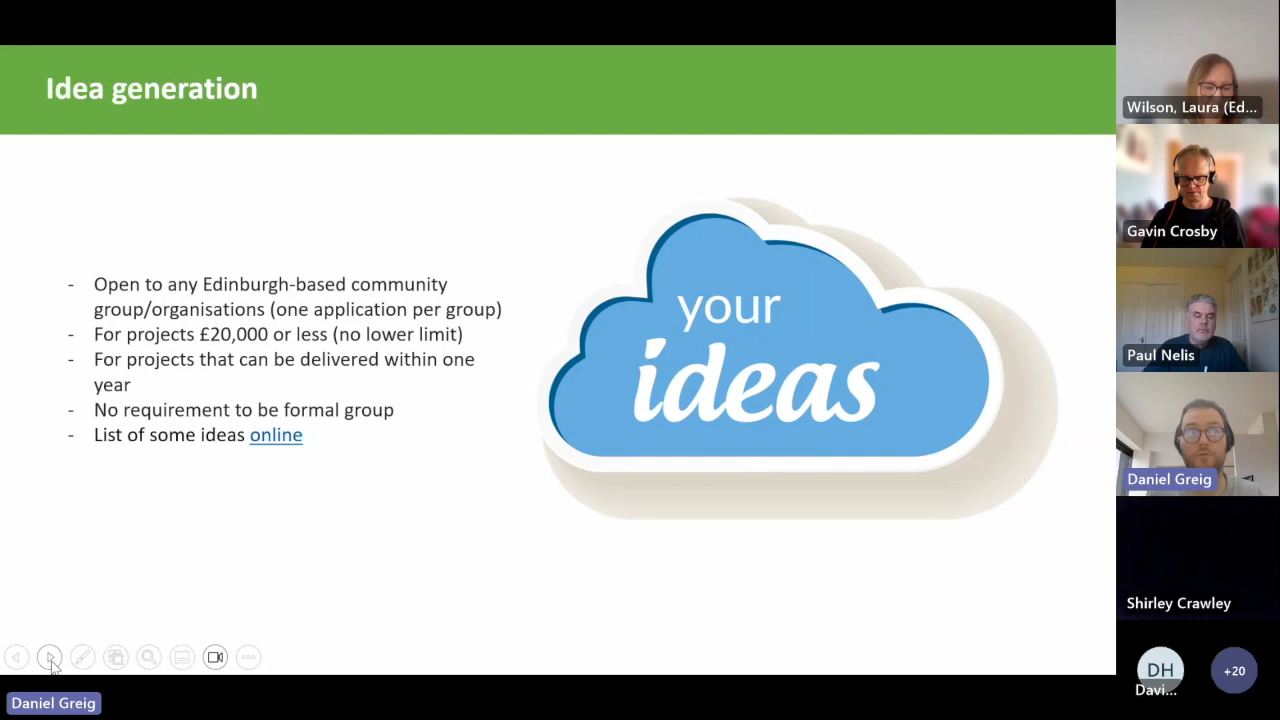 Idea generation
- Open to any Edinburgh-based community
group/organisations (one application per group)
- For projects £20,000 or less (no lower limit)
- For projects that can be delivered within one
year
- No requirement to be formal group
- List of some ideas online
your
ideas
Wilson, Laura (Ed...
Gavin Crosby
Paul Nelis
Daniel Greig
Shirley Crawley
DH
Davi...
+20
Daniel Greig